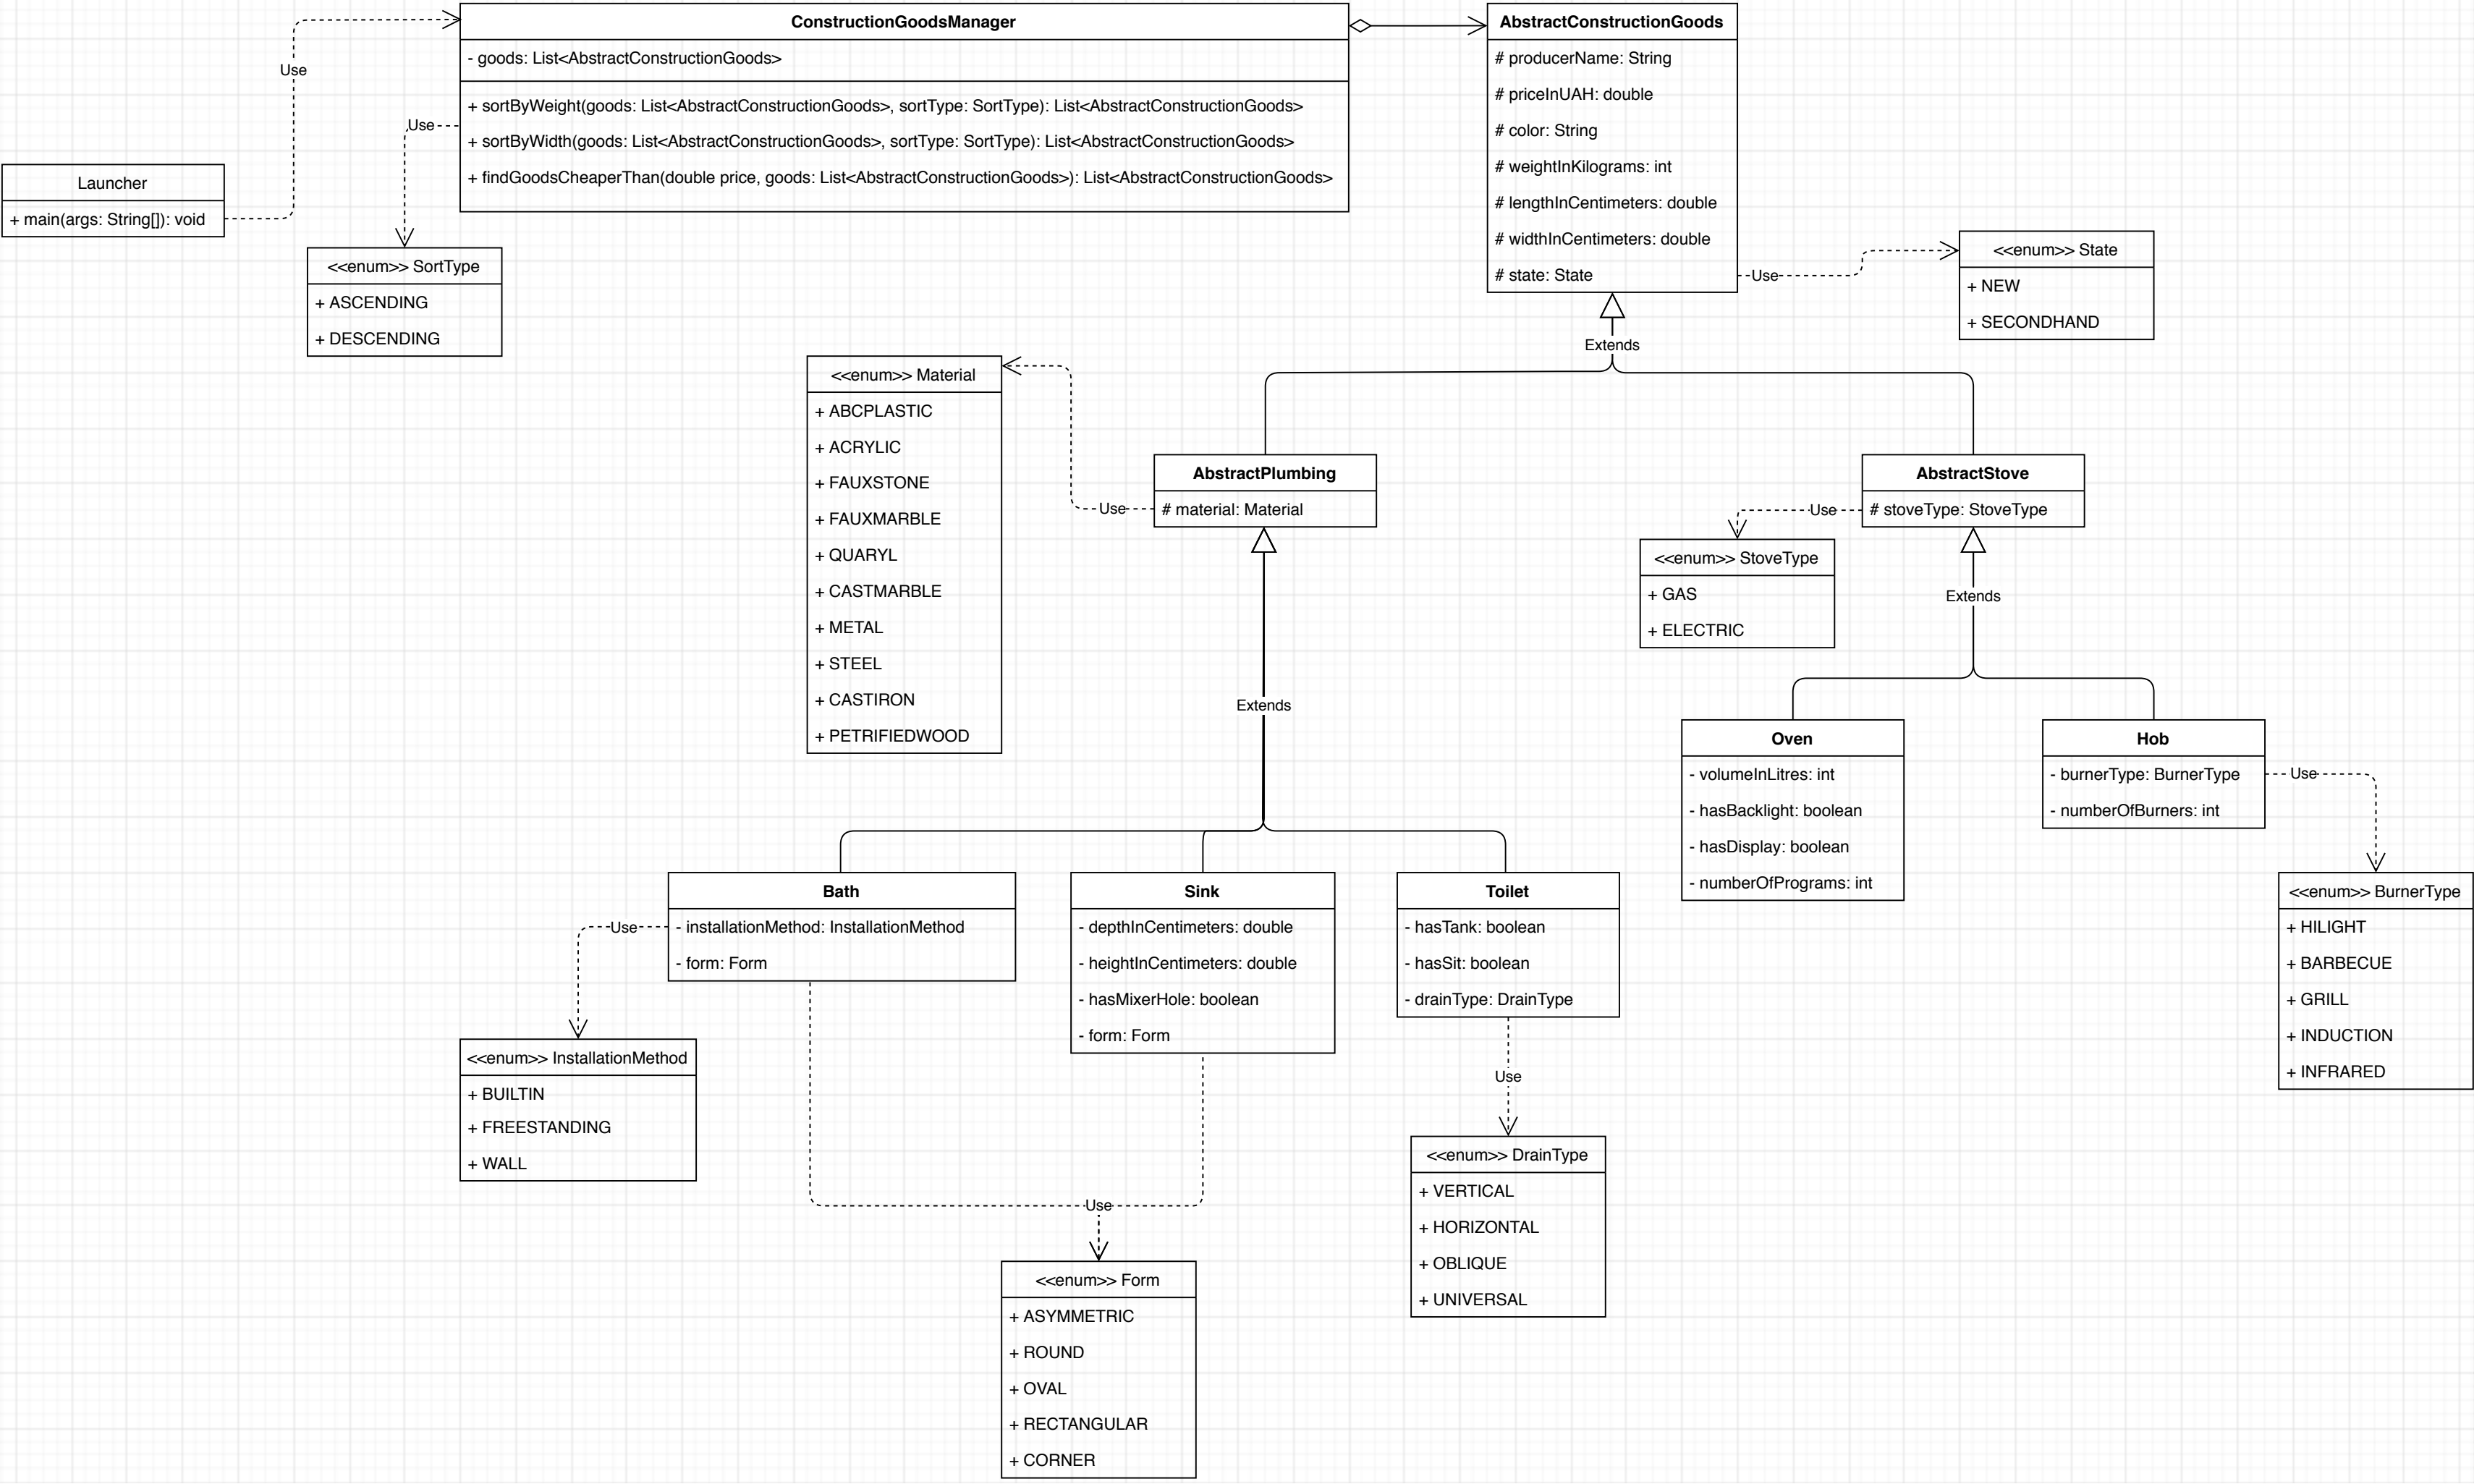 ConstructionGoodsManager
- goods: List<AbstractConstructionGoods>
+ sortByWeight(goods: List<AbstractConstructionGoods>, sortType: SortType): List<AbstractConstructionGoods>
+ sortByWidth(goods: List<AbstractConstructionGoods>, sortType: SortType): List<AbstractConstructionGoods>
+ findGoodsCheaperThan(double price, goods: List<AbstractConstructionGoods>): List<AbstractConstructionGoods>
AbstractConstructionGoods
# producerName: String
# priceInUAH: double
# color: String
# weightInKilograms: int
# lengthInCentimeters: double
# widthInCentimeters: double
# state: State
Use
Use
Launcher
+ main(args: String[]): void
<<enum>> SortType
+ ASCENDING
+ DESCENDING
Use
<<enum>> State
+ NEW
+ SECONDHAND
Extends
<<enum>> Material
+ ABCPLASTIC
+ ACRYLIC
+ FAUXSTONE
+ FAUXMARBLE
+ QUARYL
+ CASTMARBLE
+ METAL
+ STEEL
+ CASTIRON
+ PETRIFIEDWOOD
Use
AbstractPlumbing
# material: Material
AbstractStove
# stoveType: StoveType
Use
<<enum>> StoveType
+ GAS
+ ELECTRIC
Extends
Extends
Oven
- volumeInLitres: int
- hasBacklight: boolean
- hasDisplay: boolean
- numberOfPrograms: int
Hob
- burnerType: BurnerType
- numberOfBurners: int
Use
<<enum>> BurnerType
+ HILIGHT
+ BARBECUE
+ GRILL
+ INDUCTION
+ INFRARED
Bath
- installationMethod: InstallationMethod
- form: Form
Use
Sink
- depthInCentimeters: double
- heightInCentimeters: double
- hasMixerHole: boolean
- form: Form
Toilet
- hasTank: boolean
- hasSit: boolean
- drainType: DrainType
<<enum>> InstallationMethod
+ BUILTIN
+ FREESTANDING
+ WALL
Use
Use
<<enum>> DrainType
+ VERTICAL
+ HORIZONTAL
+ OBLIQUE
+ UNIVERSAL
<<enum>> Form
+ ASYMMETRIC
+ ROUND
+ OVAL
+ RECTANGULAR
+ CORNER